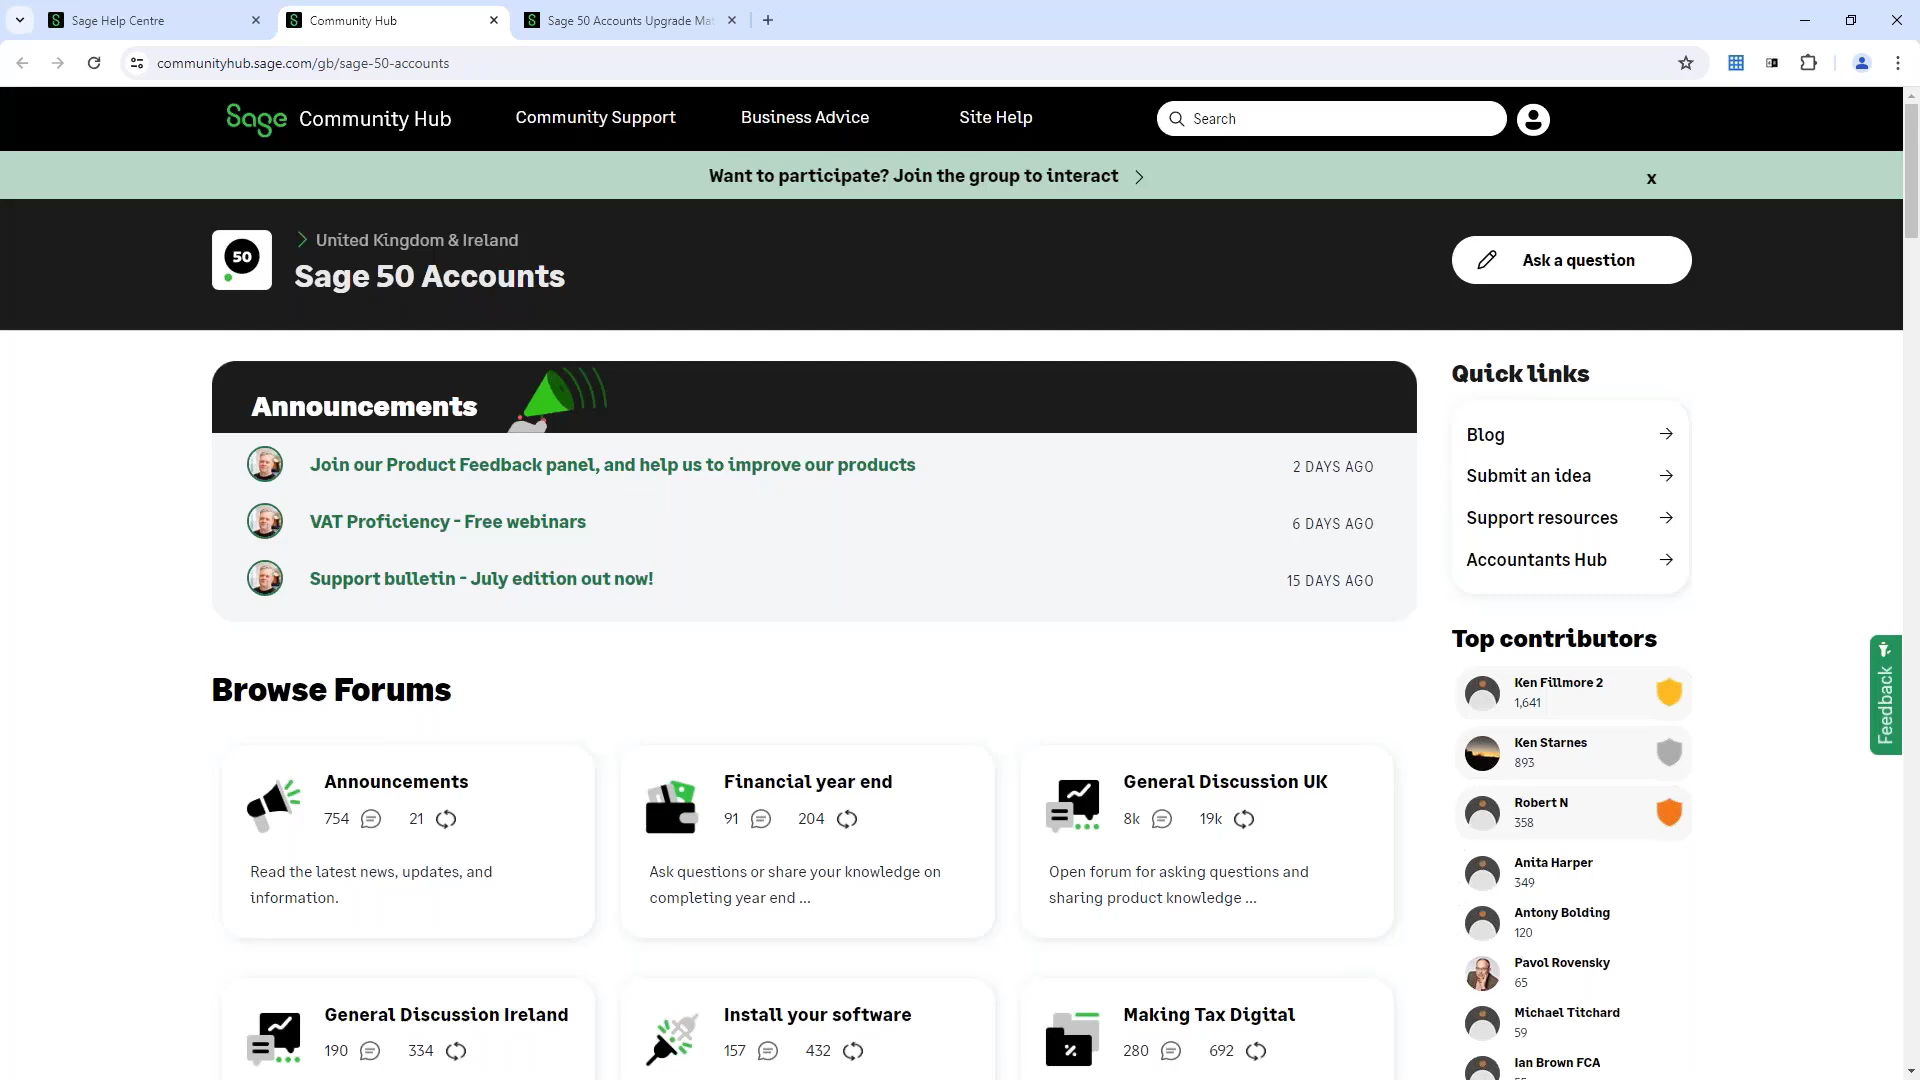 Sage Help Centre
Community Hub
Sage 50 Accounts Upgrade Mat
communityhub.sage.com/gb/sage-50-accounts
Sage Community Hub
Community Support
Business Advice
Site Help
Search
Want to participate? Join the group to interact
x
50
United Kingdom & Ireland
Sage 50 Accounts
Ask a question
Announcements
Join our Product Feedback panel, and help us to improve our products
2 DAYS AGO
VAT Proficiency - Free webinars
6 DAYS AGO
Support bulletin - July edition out now!
15 DAYS AGO
Quick links
Blog
Submit an idea
Support resources
Accountants Hub
Browse Forums
Announcements
754 21
Read the latest news, updates, and
information.
Financial year end
91 204
Ask questions or share your knowledge on
completing year end ...
General Discussion UK
8k 19k
Open forum for asking questions and
sharing product knowledge ...
General Discussion Ireland
190 334
Install your software
157 432
Making Tax Digital
280 692
Top contributors
Ken Fillmore 2
1,641
Ken Starnes
893
Robert N
358
Anita Harper
349
Antony Bolding
120
Pavol Rovensky
65
Michael Titchard
59
Ian Brown FCA
Feedback